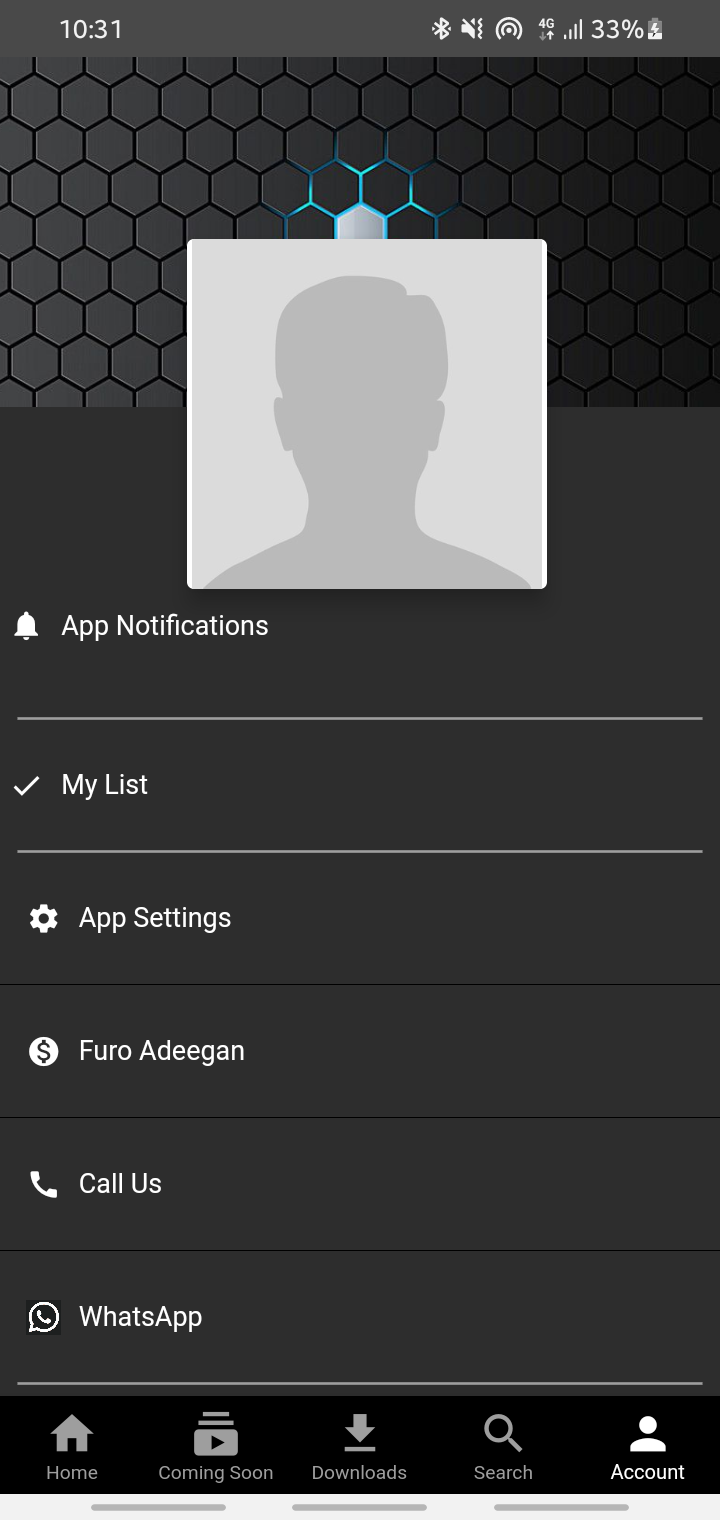 10:31 4G 33%
App Notifications
My List
App Settings
Furo Adeegan
Call Us
WhatsApp
Home Coming Soon Downloads Search Account